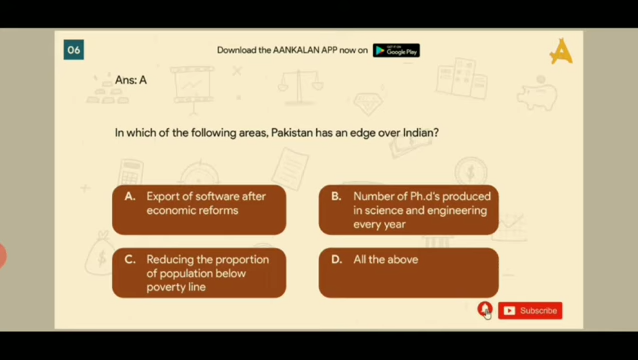 06
Download the AANKALAN APP now on GET IT ON Google Play
Ans: A
In which of the following areas, Pakistan has an edge over Indian?
A. Export of software after
economic reforms
B. Number of Ph.d's produced
in science and engineering
every year
C. Reducing the proportion
of population below
poverty line
D. All the above
Subscribe